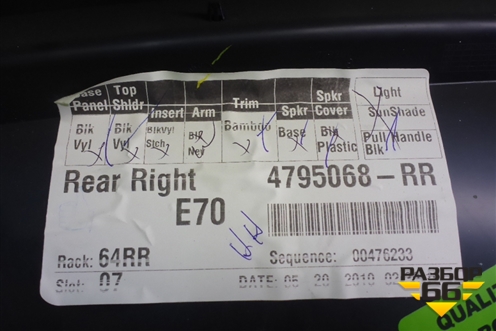 Base Panel Top Shldr Insert Arm Trim Spkr Spkr Cover Light
SunShade
Blk Vyl Blk Vyl BlkVyl Stch Blk Nev Bamboo Base Blk Plastic Pull Handle Blk
Rear Right 4795068-RR
E70
Rack: 64RR Sequence: 00476233
Slot: 07 DATE: 05 20 2010
РАЗБОР
66
QUALIT